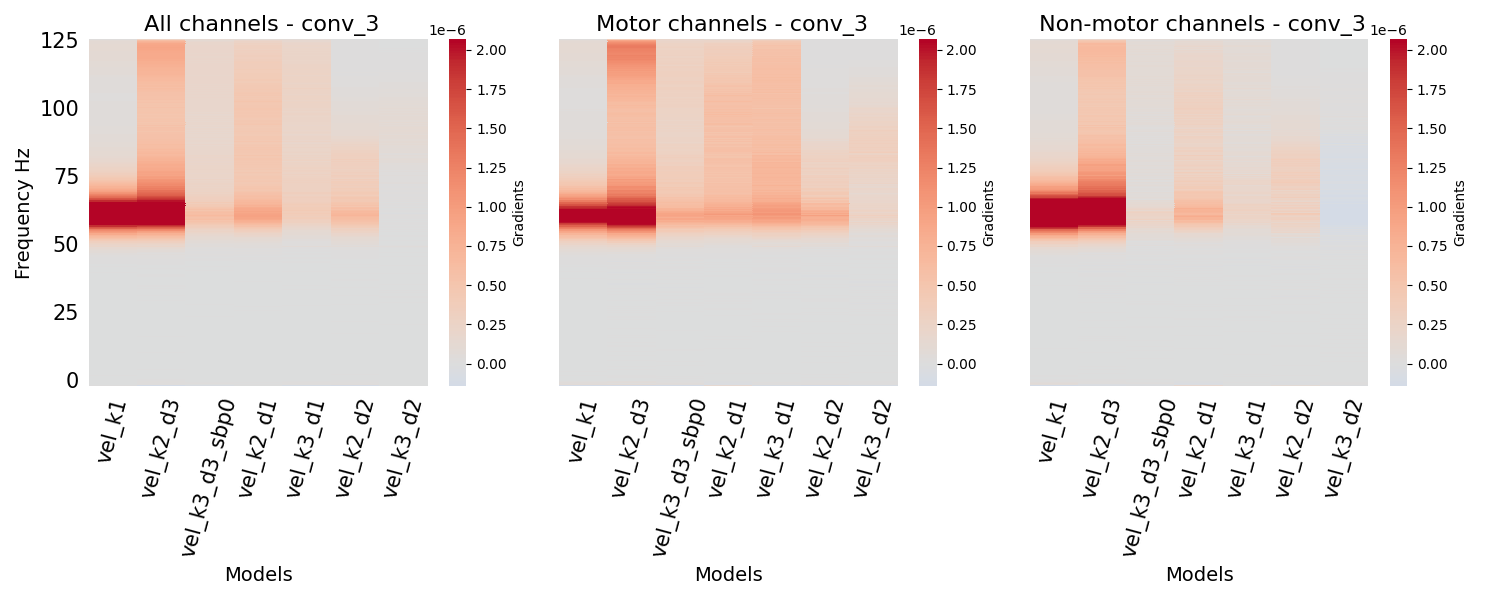 All channels - conv_3
Motor channels - conv_3
Non-motor channels - conv_3
1e−6
1e−6
1e−6
Frequency Hz
125
100
75
50
25
0
2.00
1.75
1.50
1.25
1.00
0.75
0.50
0.25
0.00
Gradients
2.00
1.75
1.50
1.25
1.00
0.75
0.50
0.25
0.00
Gradients
2.00
1.75
1.50
1.25
1.00
0.75
0.50
0.25
0.00
Gradients
vel_k1
vel_k2_d3
vel_k3_d3_sbp0
vel_k2_d1
vel_k3_d1
vel_k2_d2
vel_k3_d2
vel_k1
vel_k2_d3
vel_k3_d3_sbp0
vel_k2_d1
vel_k3_d1
vel_k2_d2
vel_k3_d2
vel_k1
vel_k2_d3
vel_k3_d3_sbp0
vel_k2_d1
vel_k3_d1
vel_k2_d2
vel_k3_d2
Models
Models
Models